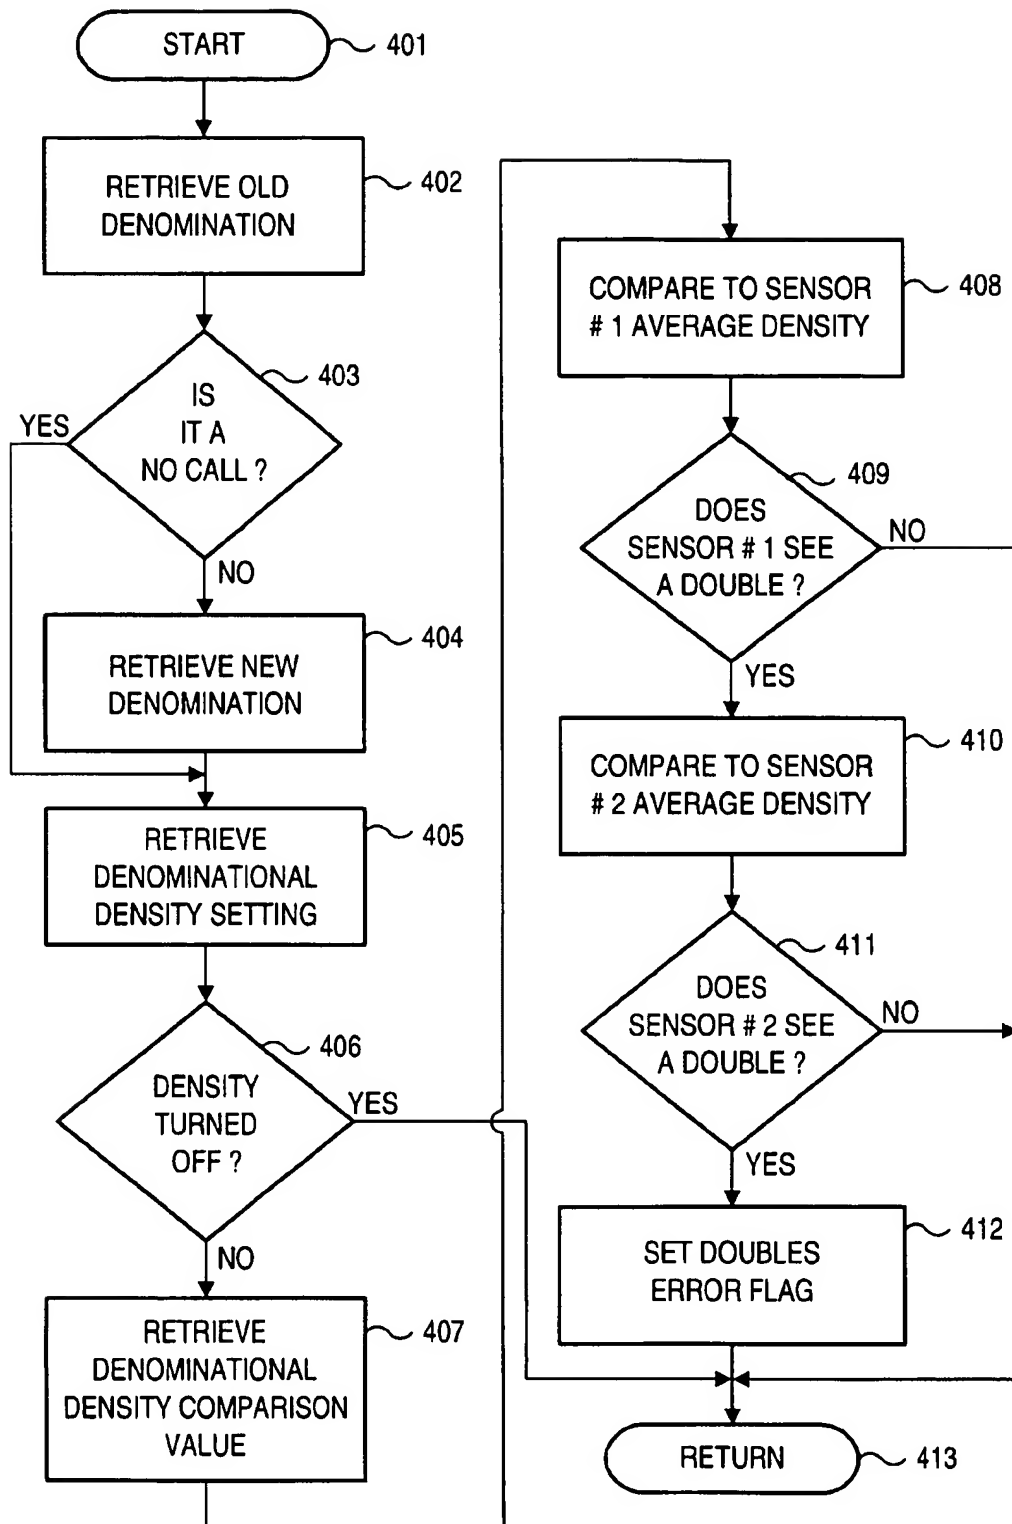 START
401
RETRIEVE OLD
DENOMINATION
402
IS
IT A
NO CALL ?
403
YES
NO
RETRIEVE NEW
DENOMINATION
404
RETRIEVE
DENOMINATIONAL
DENSITY SETTING
405
DENSITY
TURNED
OFF ?
406
YES
NO
RETRIEVE
DENOMINATIONAL
DENSITY COMPARISON
VALUE
407
COMPARE TO SENSOR
# 1 AVERAGE DENSITY
408
DOES
SENSOR # 1 SEE
A DOUBLE ?
409
NO
YES
COMPARE TO SENSOR
# 2 AVERAGE DENSITY
410
DOES
SENSOR # 2 SEE
A DOUBLE ?
411
NO
YES
SET DOUBLES
ERROR FLAG
412
RETURN
413